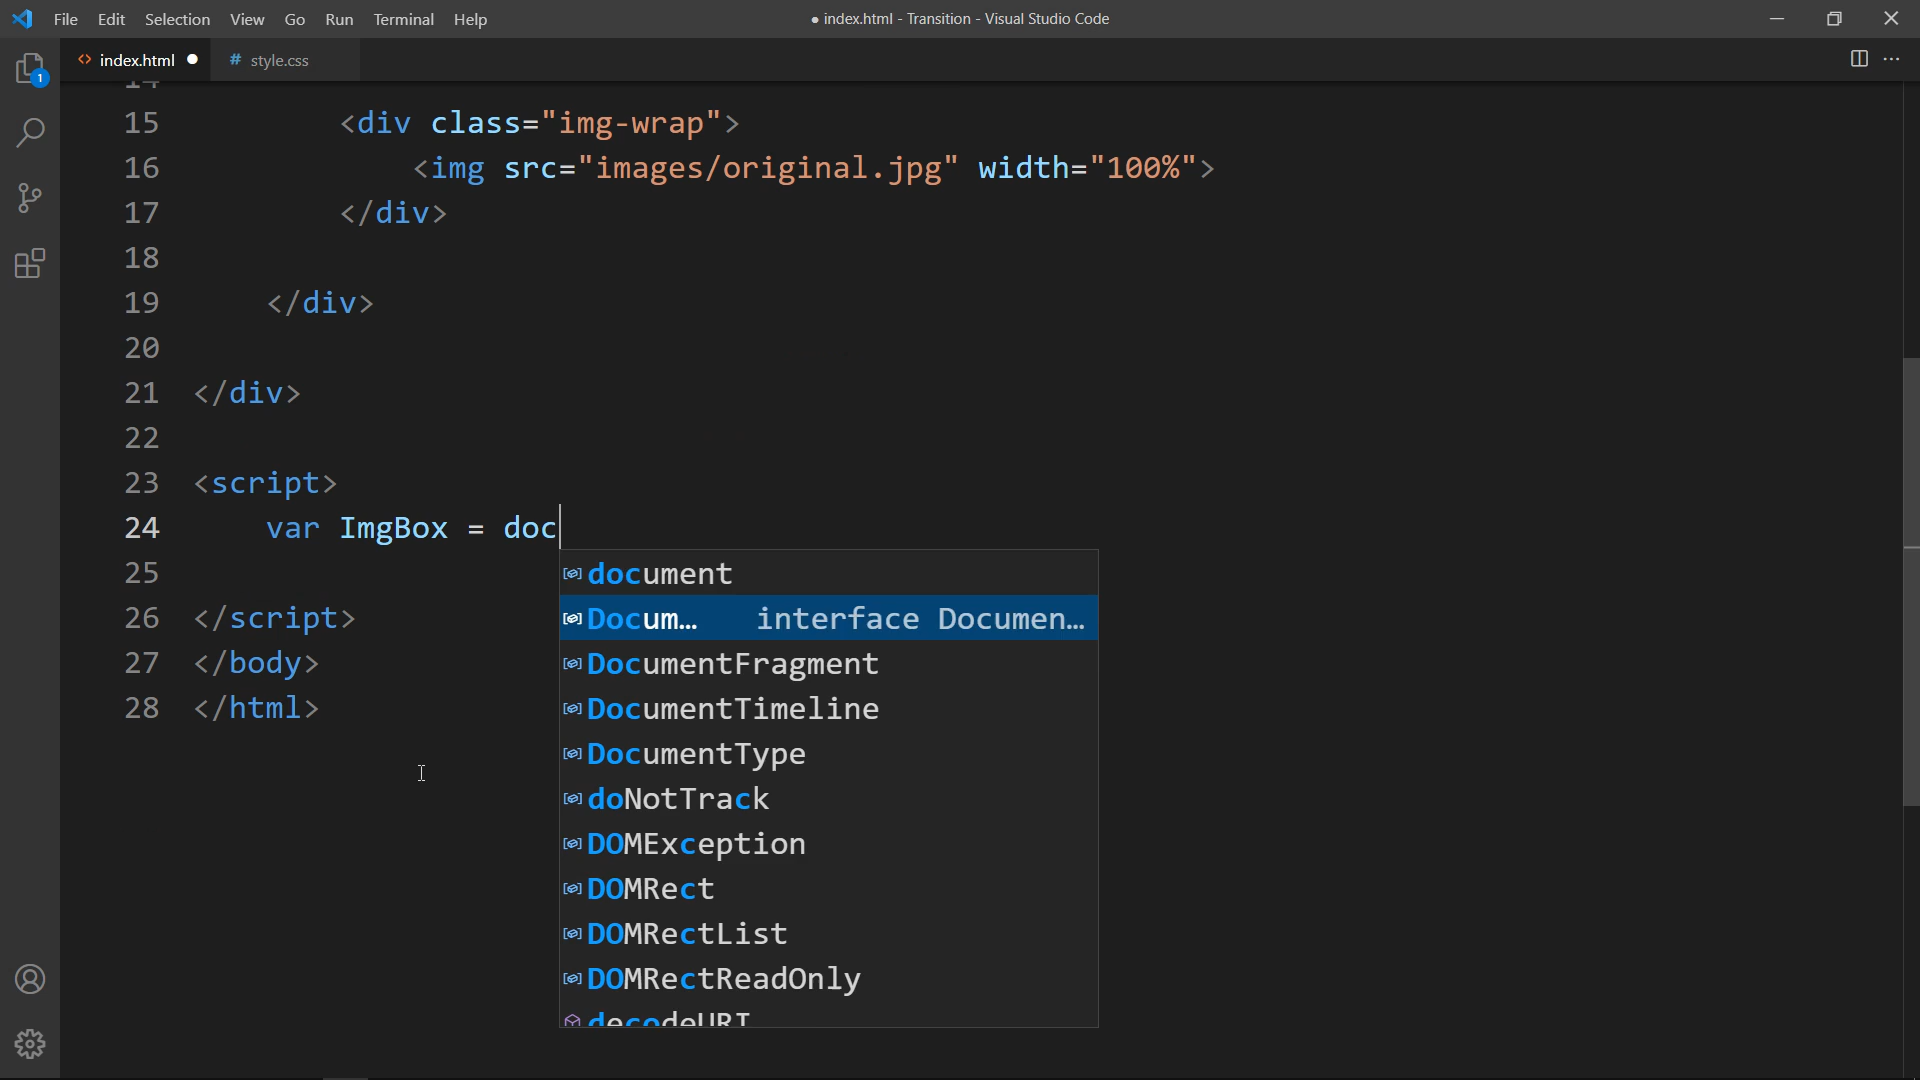 File Edit Selection View Go Run Terminal Help
● index.html - Transition - Visual Studio Code
<> index.html ●
# style.css
1
14
15 <div class="img-wrap">
16 <img src="images/original.jpg" width="100%">
17 </div>
18
19 </div>
20
21 </div>
22
23 <script>
24 var ImgBox = doc
25
26 </script>
27 </body>
28 </html>
document
Docum... interface Documen...
DocumentFragment
DocumentTimeline
DocumentType
doNotTrack
DOMException
DOMRect
DOMRectList
DOMRectReadOnly
decodeURI